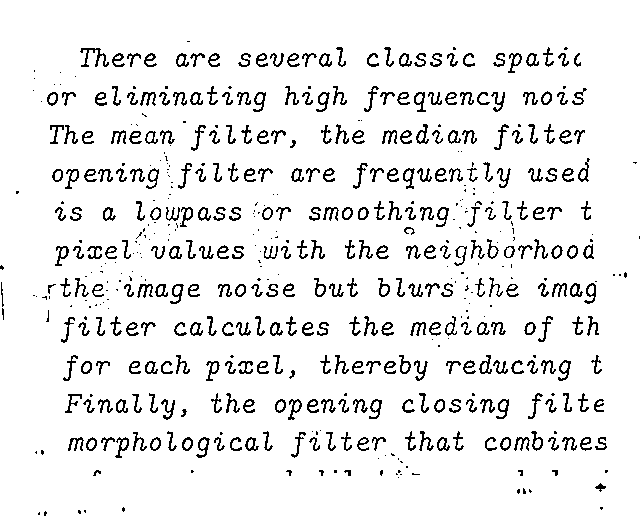 There are several classic spatic
or eliminating high frequency nois
The mean filter, the median filter
opening filter are frequently used
is a lowpass or smoothing filter t
pixel values with the neighborhood
the image noise but blurs the imag
filter calculates the median of th
for each pixel, thereby reducing t
Finally, the opening closing filte
morphological filter that combines